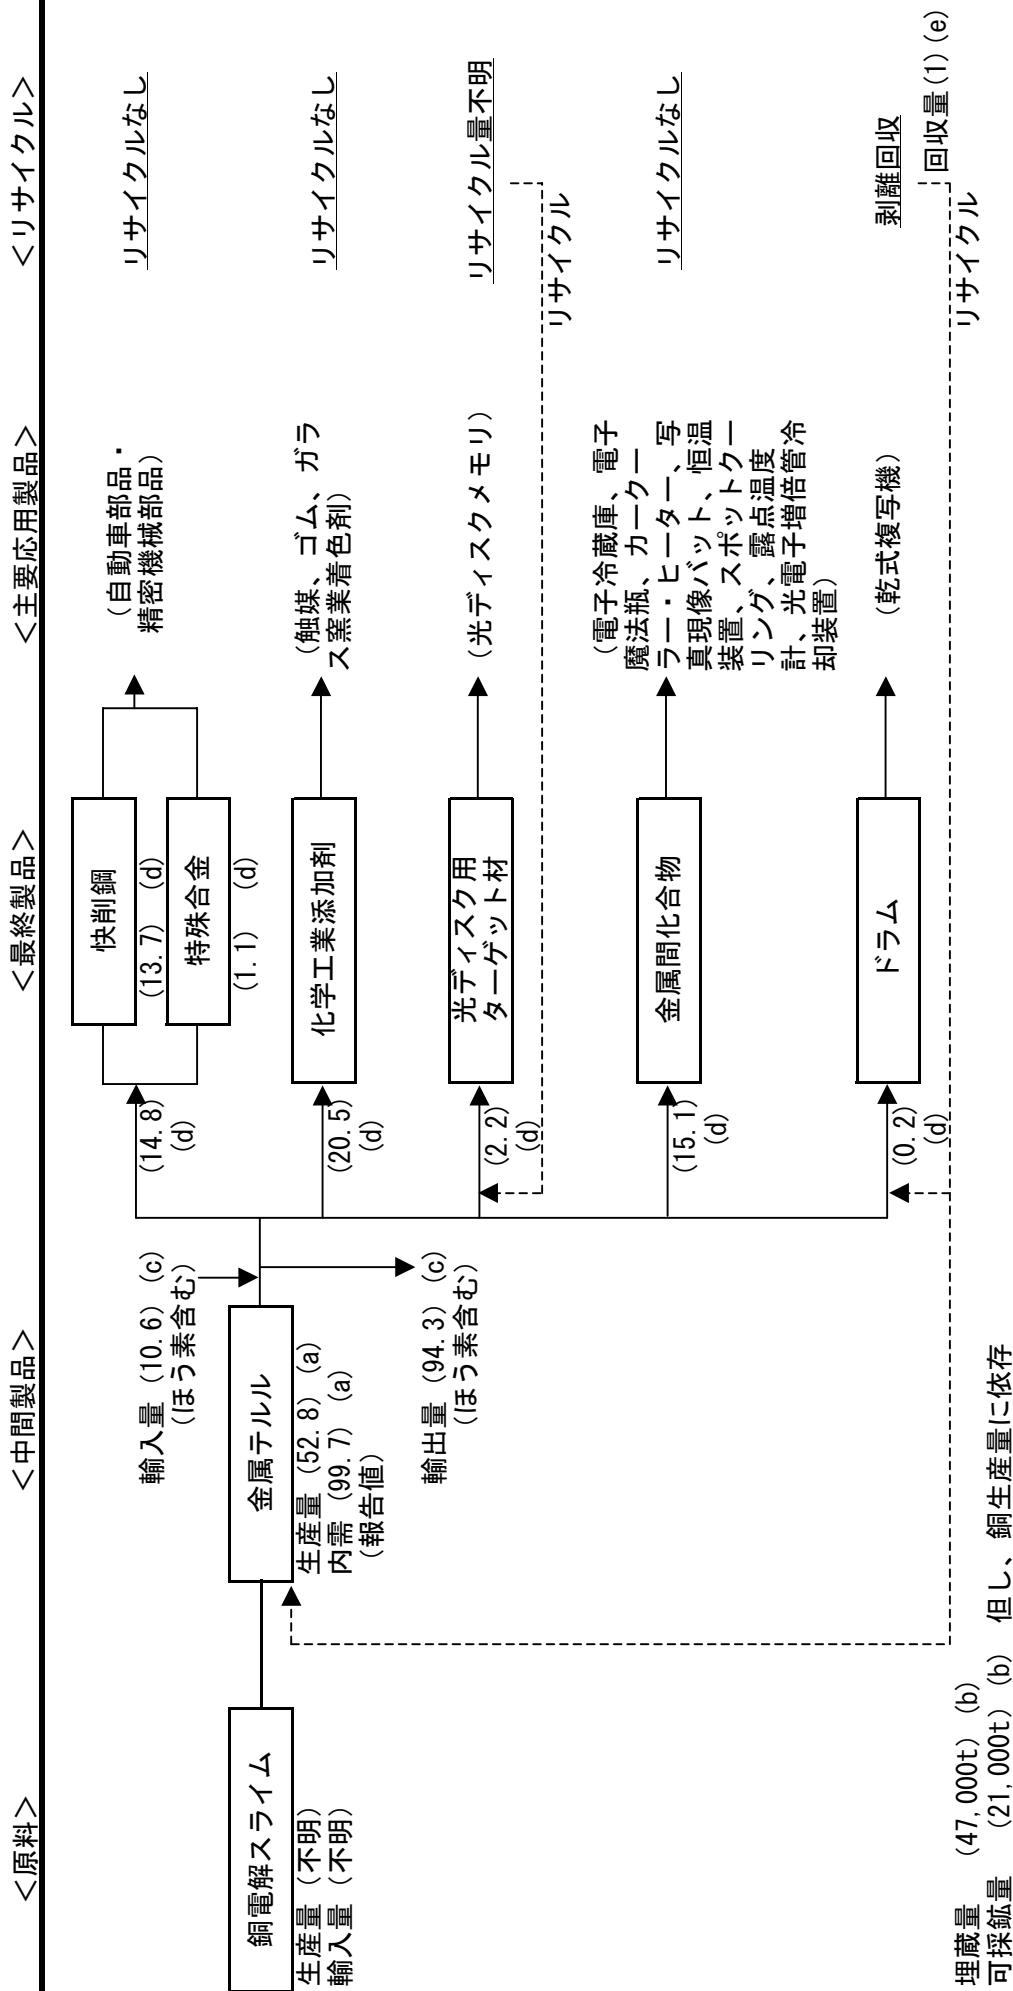 ＜原料＞
＜中間製品＞
＜最終製品＞
＜主要応用製品＞
＜リサイクル＞
銅電解スライム
生産量（不明）
輸入量（不明）
金属テルル
生産量（52.8）（a）
内需（99.7）（a）
（報告値）
輸入量（10.6）（c）
（ほう素含む）
輸出量（94.3）（c）
（ほう素含む）
（14.8）
（d）
快削鋼
（13.7）（d）
特殊合金
（1.1）（d）
（自動車部品・
精密機械部品）
リサイクルなし
（20.5）
（d）
化学工業添加剤
（触媒、ゴム、ガラ
ス窯業着色剤）
リサイクルなし
（2.2）
（d）
光ディスク用
ターゲット材
（光ディスクメモリ）
リサイクル量不明
リサイクル
（15.1）
（d）
金属間化合物
（電子冷蔵庫、電子
魔法瓶、カークー
ラー・ヒーター、写
真現像バット、恒温
装置、スポットクー
リング、露点温度
計、光電子増倍管冷
却装置）
リサイクルなし
（0.2）
（d）
ドラム
（乾式複写機）
剥離回収
回収量(1)(e)
リサイクル
埋蔵量 （47,000t）（b）
可採鉱量 （21,000t）（b） 但し、銅生産量に依存